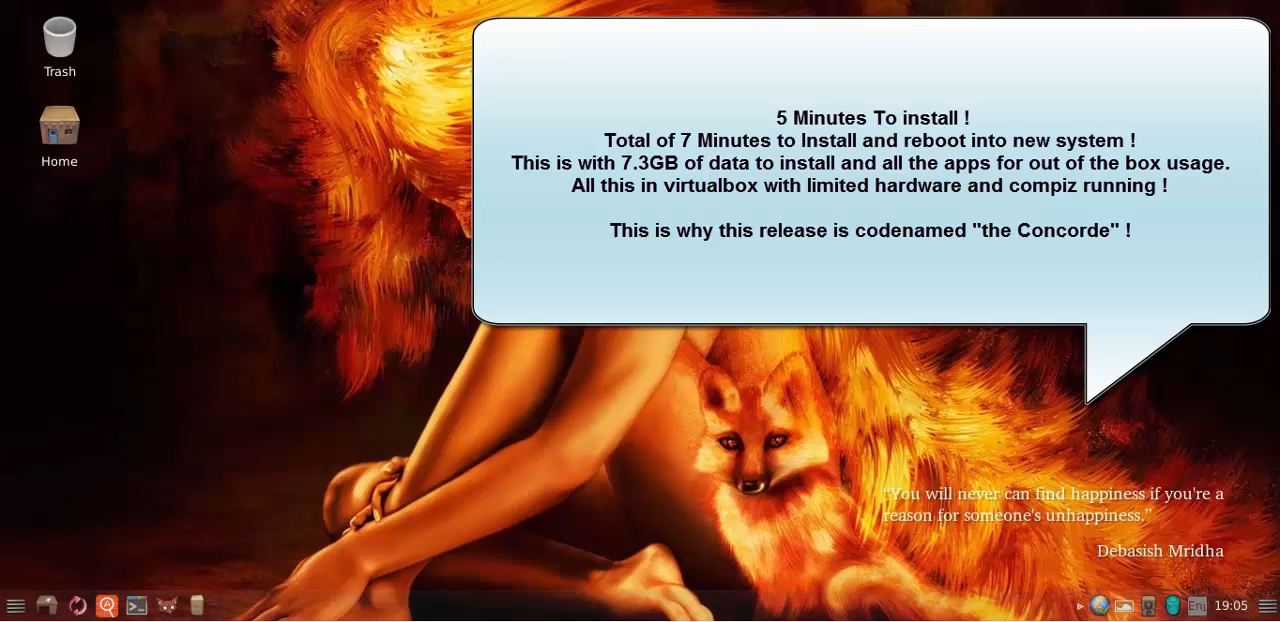 Trash
Home
5 Minutes To install !
Total of 7 Minutes to Install and reboot into new system !
This is with 7.3GB of data to install and all the apps for out of the box usage.
All this in virtualbox with limited hardware and compiz running !
This is why this release is codenamed "the Concorde" !
“You will never can find happiness if you're a
reason for someone's unhappiness.”
Debasish Mridha
En₁ 19:05